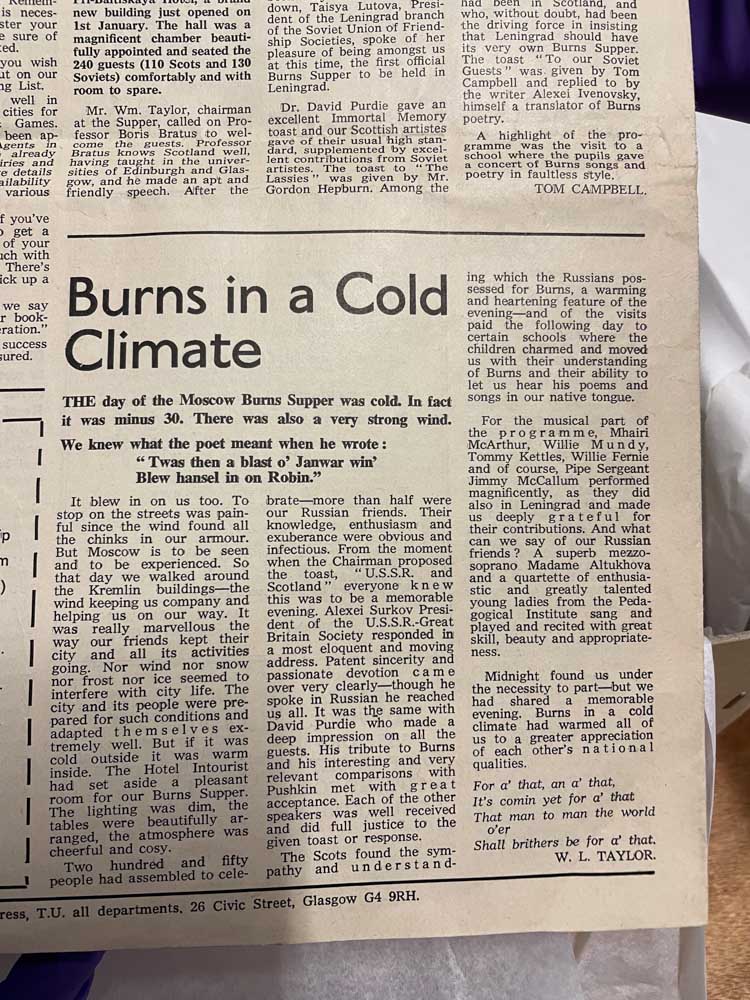 is neces-
ster your
sure of
ed.
you wish
ut on our
ng List.
well in
cities for
Games.
been ap-
Agents in
already
iries and
details
ailability
various
f you've
get a
of your
uch with
There's
ick up a
we say
r book-
ration."
success
sured.
new building just opened on
1st January. The hall was a
magnificent chamber beauti-
fully appointed and seated the
240 guests (110 Scots and 130
Soviets) comfortably and with
room to spare.
Mr. Wm. Taylor, chairman
at the Supper, called on Pro-
fessor Boris Bratus to wel-
come the guests. Professor
Bratus knows Scotland well,
having taught in the univer-
sities of Edinburgh and Glas-
gow, and he made an apt and
friendly speech. After the
down, Taisya Lutova, Presi-
dent of the Leningrad branch
of the Soviet Union of Friend-
ship Societies, spoke of her
pleasure of being amongst us
at this time, the first official
Burns Supper to be held in
Leningrad.
Dr. David Purdie gave an
excellent Immortal Memory
toast and our Scottish artistes
gave of their usual high stan-
dard, supplemented by excel-
lent contributions from Soviet
artistes. The toast to "The
Lassies" was given by Mr.
Gordon Hepburn. Among the
had been in Scotland, and
who, without doubt, had been
the driving force in insisting
that Leningrad should have
its very own Burns Supper.
The toast "To our Soviet
Guests" was given by Tom
Campbell and replied to by
the writer Alexei Ivenovsky,
himself a translator of Burns
poetry.
A highlight of the pro-
gramme was the visit to a
school where the pupils gave
a concert of Burns songs and
poetry in faultless style.
TOM CAMPBELL.
Burns in a Cold
Climate
THE day of the Moscow Burns Supper was cold. In fact
it was minus 30. There was also a very strong wind.
We knew what the poet meant when he wrote:
"Twas then a blast o' Janwar win'
Blew hansel in on Robin."
It blew in on us too. To
stop on the streets was pain-
ful since the wind found all
the chinks in our armour.
But Moscow is to be seen
and to be experienced. So
that day we walked around
the Kremlin buildings—the
wind keeping us company and
helping us on our way. It
was really marvellous the
way our friends kept their
city and all its activities
going. Nor wind nor snow
nor frost nor ice seemed to
interfere with city life. The
city and its people were pre-
pared for such conditions and
adapted themselves ex-
tremely well. But if it was
cold outside it was warm
inside. The Hotel Intourist
had set aside a pleasant
room for our Burns Supper.
The lighting was dim, the
tables were beautifully ar-
ranged, the atmosphere was
cheerful and cosy.
Two hundred and fifty
people had assembled to cele-
brate—more than half were
our Russian friends. Their
knowledge, enthusiasm and
exuberance were obvious and
infectious. From the moment
when the Chairman proposed
the toast, "U.S.S.R. and
Scotland" everyone knew
this was to be a memorable
evening. Alexei Surkov Presi-
dent of the U.S.S.R.-Great
Britain Society responded in
a most eloquent and moving
address. Patent sincerity and
passionate devotion came
over very clearly—though he
spoke in Russian he reached
us all. It was the same with
David Purdie who made a
deep impression on all the
guests. His tribute to Burns
and his interesting and very
relevant comparisons with
Pushkin met with great
acceptance. Each of the other
speakers was well received
and did full justice to the
given toast or response.
The Scots found the sym-
pathy and understand-
ing which the Russians pos-
sessed for Burns, a warming
and heartening feature of the
evening—and of the visits
paid the following day to
certain schools where the
children charmed and moved
us with their understanding
of Burns and their ability to
let us hear his poems and
songs in our native tongue.
For the musical part of
the programme, Mhairi
McArthur, Willie Mundy,
Tommy Kettles, Willie Fernie
and of course, Pipe Sergeant
Jimmy McCallum performed
magnificently, as they did
also in Leningrad and made
us deeply grateful for
their contributions. And what
can we say of our Russian
friends? A superb mezzo-
soprano Madame Altukhova
and a quartette of enthusia-
stic and greatly talented
young ladies from the Peda-
gogical Institute sang and
played and recited with great
skill, beauty and appropriate-
ness.
Midnight found us under
the necessity to part—but we
had shared a memorable
evening. Burns in a cold
climate had warmed all of
us to a greater appreciation
of each other's national
qualities.
For a' that, an a' that,
It's comin yet for a' that
That man to man the world
o'er
Shall brithers be for a' that.
W. L. TAYLOR.
ress, T.U. all departments, 26 Civic Street, Glasgow G4 9RH.